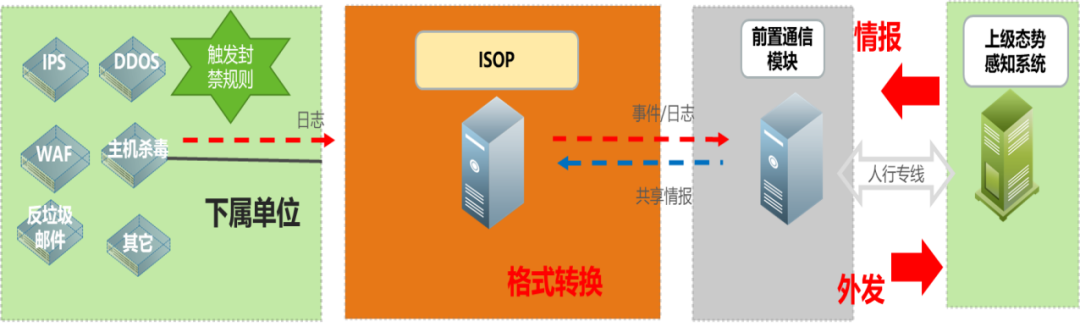 IPS
DDOS
触发封
禁规则
WAF
主机杀毒
反垃圾
邮件
其它
下属单位
日志
ISOP
格式转换
事件/日志
共享情报
前置通信
模块
情报
人行专线
外发
上级态势
感知系统